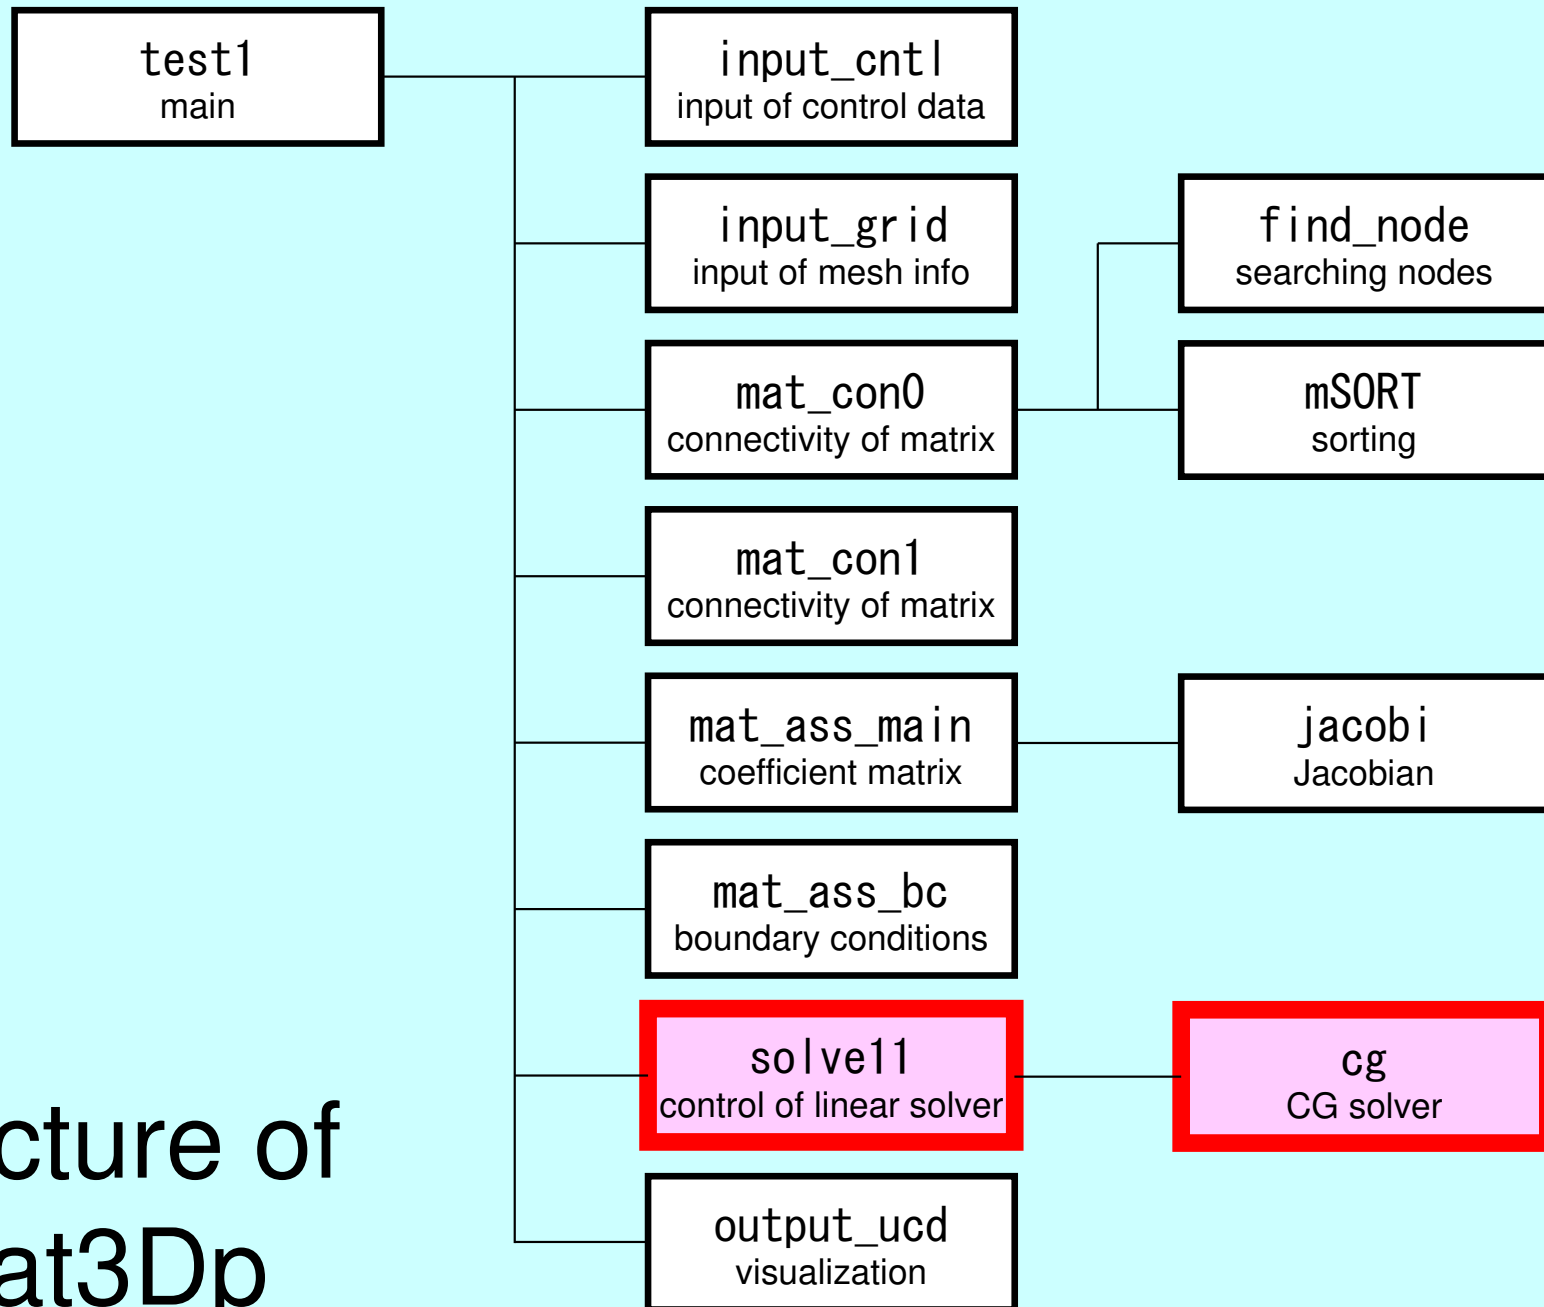 test1
main
input_cntl
input of control data
input_grid
input of mesh info
find_node
searching nodes
mat_con0
connectivity of matrix
mSORT
sorting
mat_con1
connectivity of matrix
mat_ass_main
coefficient matrix
jacobi
Jacobian
mat_ass_bc
boundary conditions
solve11
control of linear solver
cg
CG solver
output_ucd
visualization
cture of
at3Dp